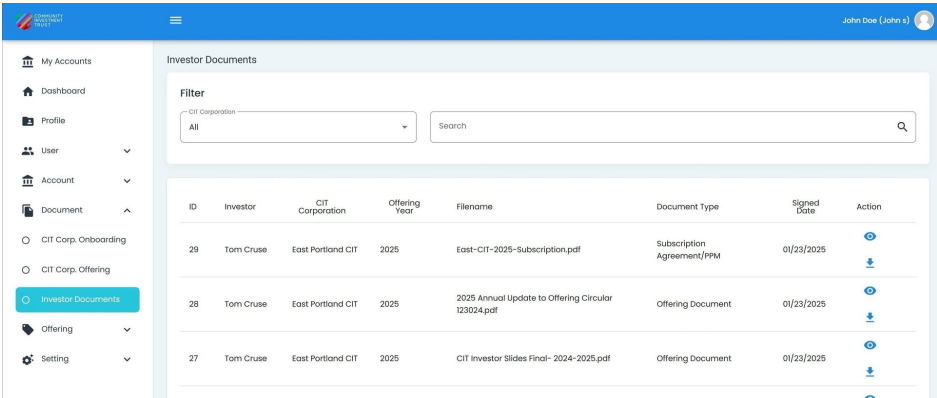 COMMUNITY
INVESTMENT
TRUST
John Doe (John s)
My Accounts
Dashboard
Profile
User
Account
Document
CIT Corp. Onboarding
CIT Corp. Offering
Investor Documents
Offering
Setting
Investor Documents
Filter
CIT Corporation
All
Search
ID Investor CIT Corporation Offering Year Filename Document Type Signed Date Action
29 Tom Cruse East Portland CIT 2025 East-CIT-2025-Subscription.pdf Subscription Agreement/PPM 01/23/2025
28 Tom Cruse East Portland CIT 2025 2025 Annual Update to Offering Circular 123024.pdf Offering Document 01/23/2025
27 Tom Cruse East Portland CIT 2025 CIT Investor Slides Final- 2024-2025.pdf Offering Document 01/23/2025